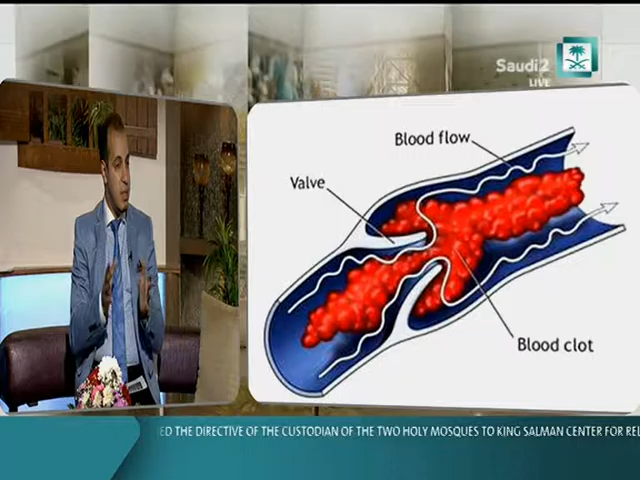 Saudi2
LIVE
Blood flow
Valve
Blood clot
ED THE DIRECTIVE OF THE CUSTODIAN OF THE TWO HOLY MOSQUES TO KING SALMAN CENTER FOR